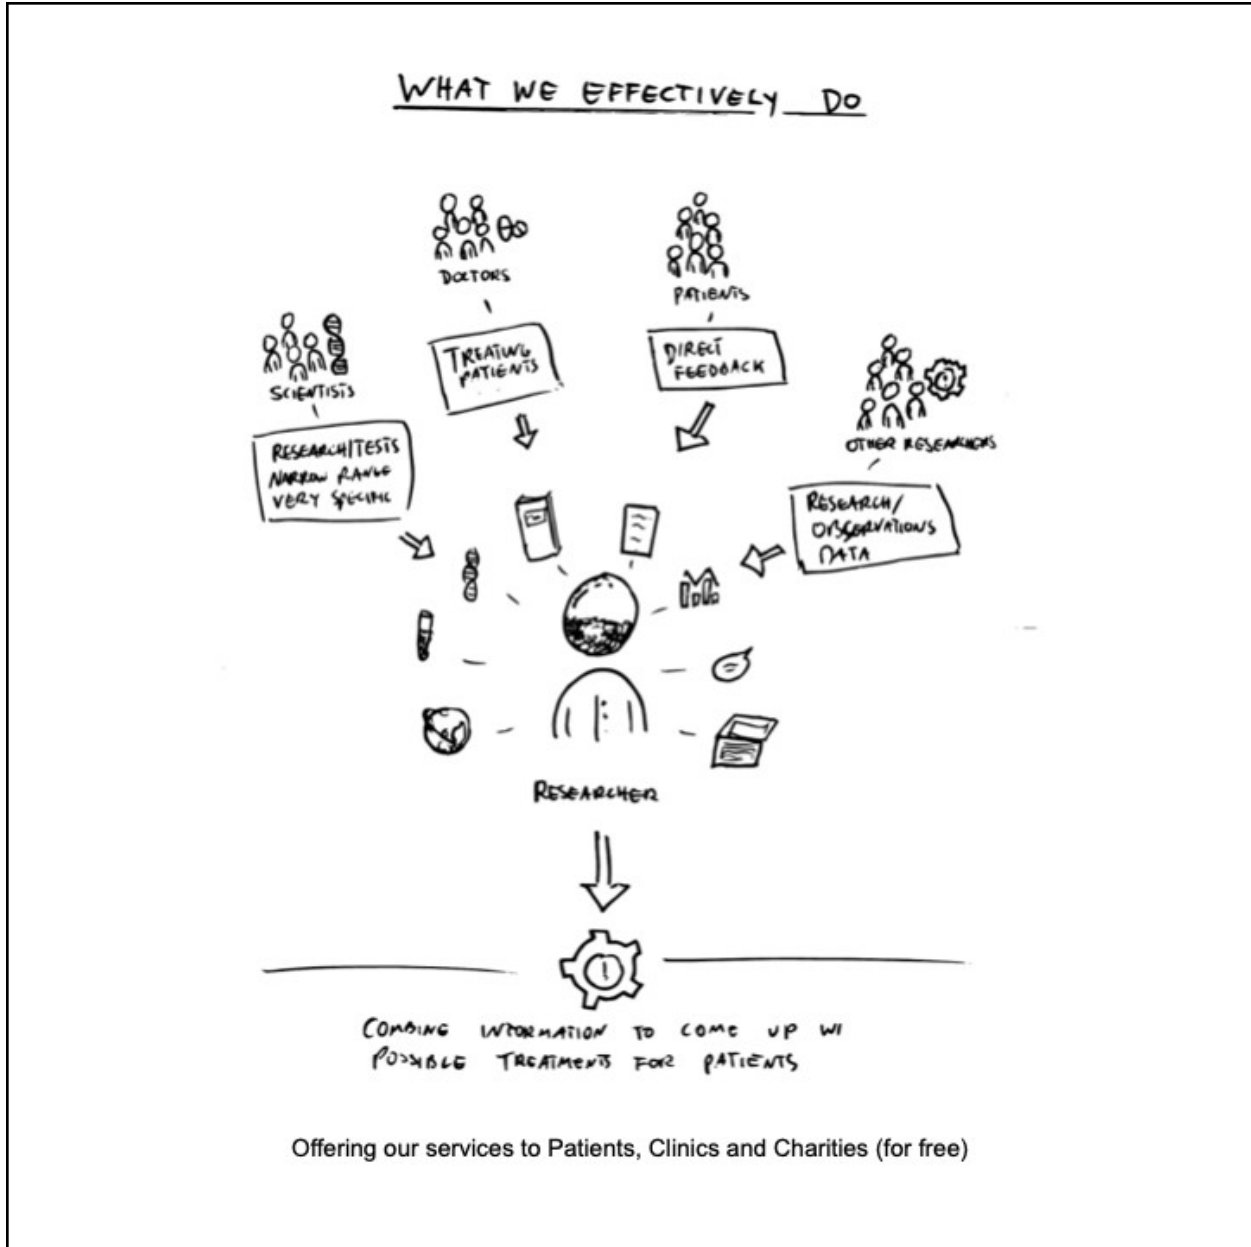 WHAT WE EFFECTIVELY DO
DOCTORS
PATIENTS
TREATING
PATIENTS
DIRECT
FEEDBACK
SCIENTISTS
RESEARCH/TESTS
NARROW RANGE
VERY SPECIFIC
OTHER RESEARCHERS
RESEARCH/
OBSERVATIONS
DATA
RESEARCHER
COMBING INFORMATION TO COME UP W/
POSSIBLE TREATMENTS FOR PATIENTS
Offering our services to Patients, Clinics and Charities (for free)